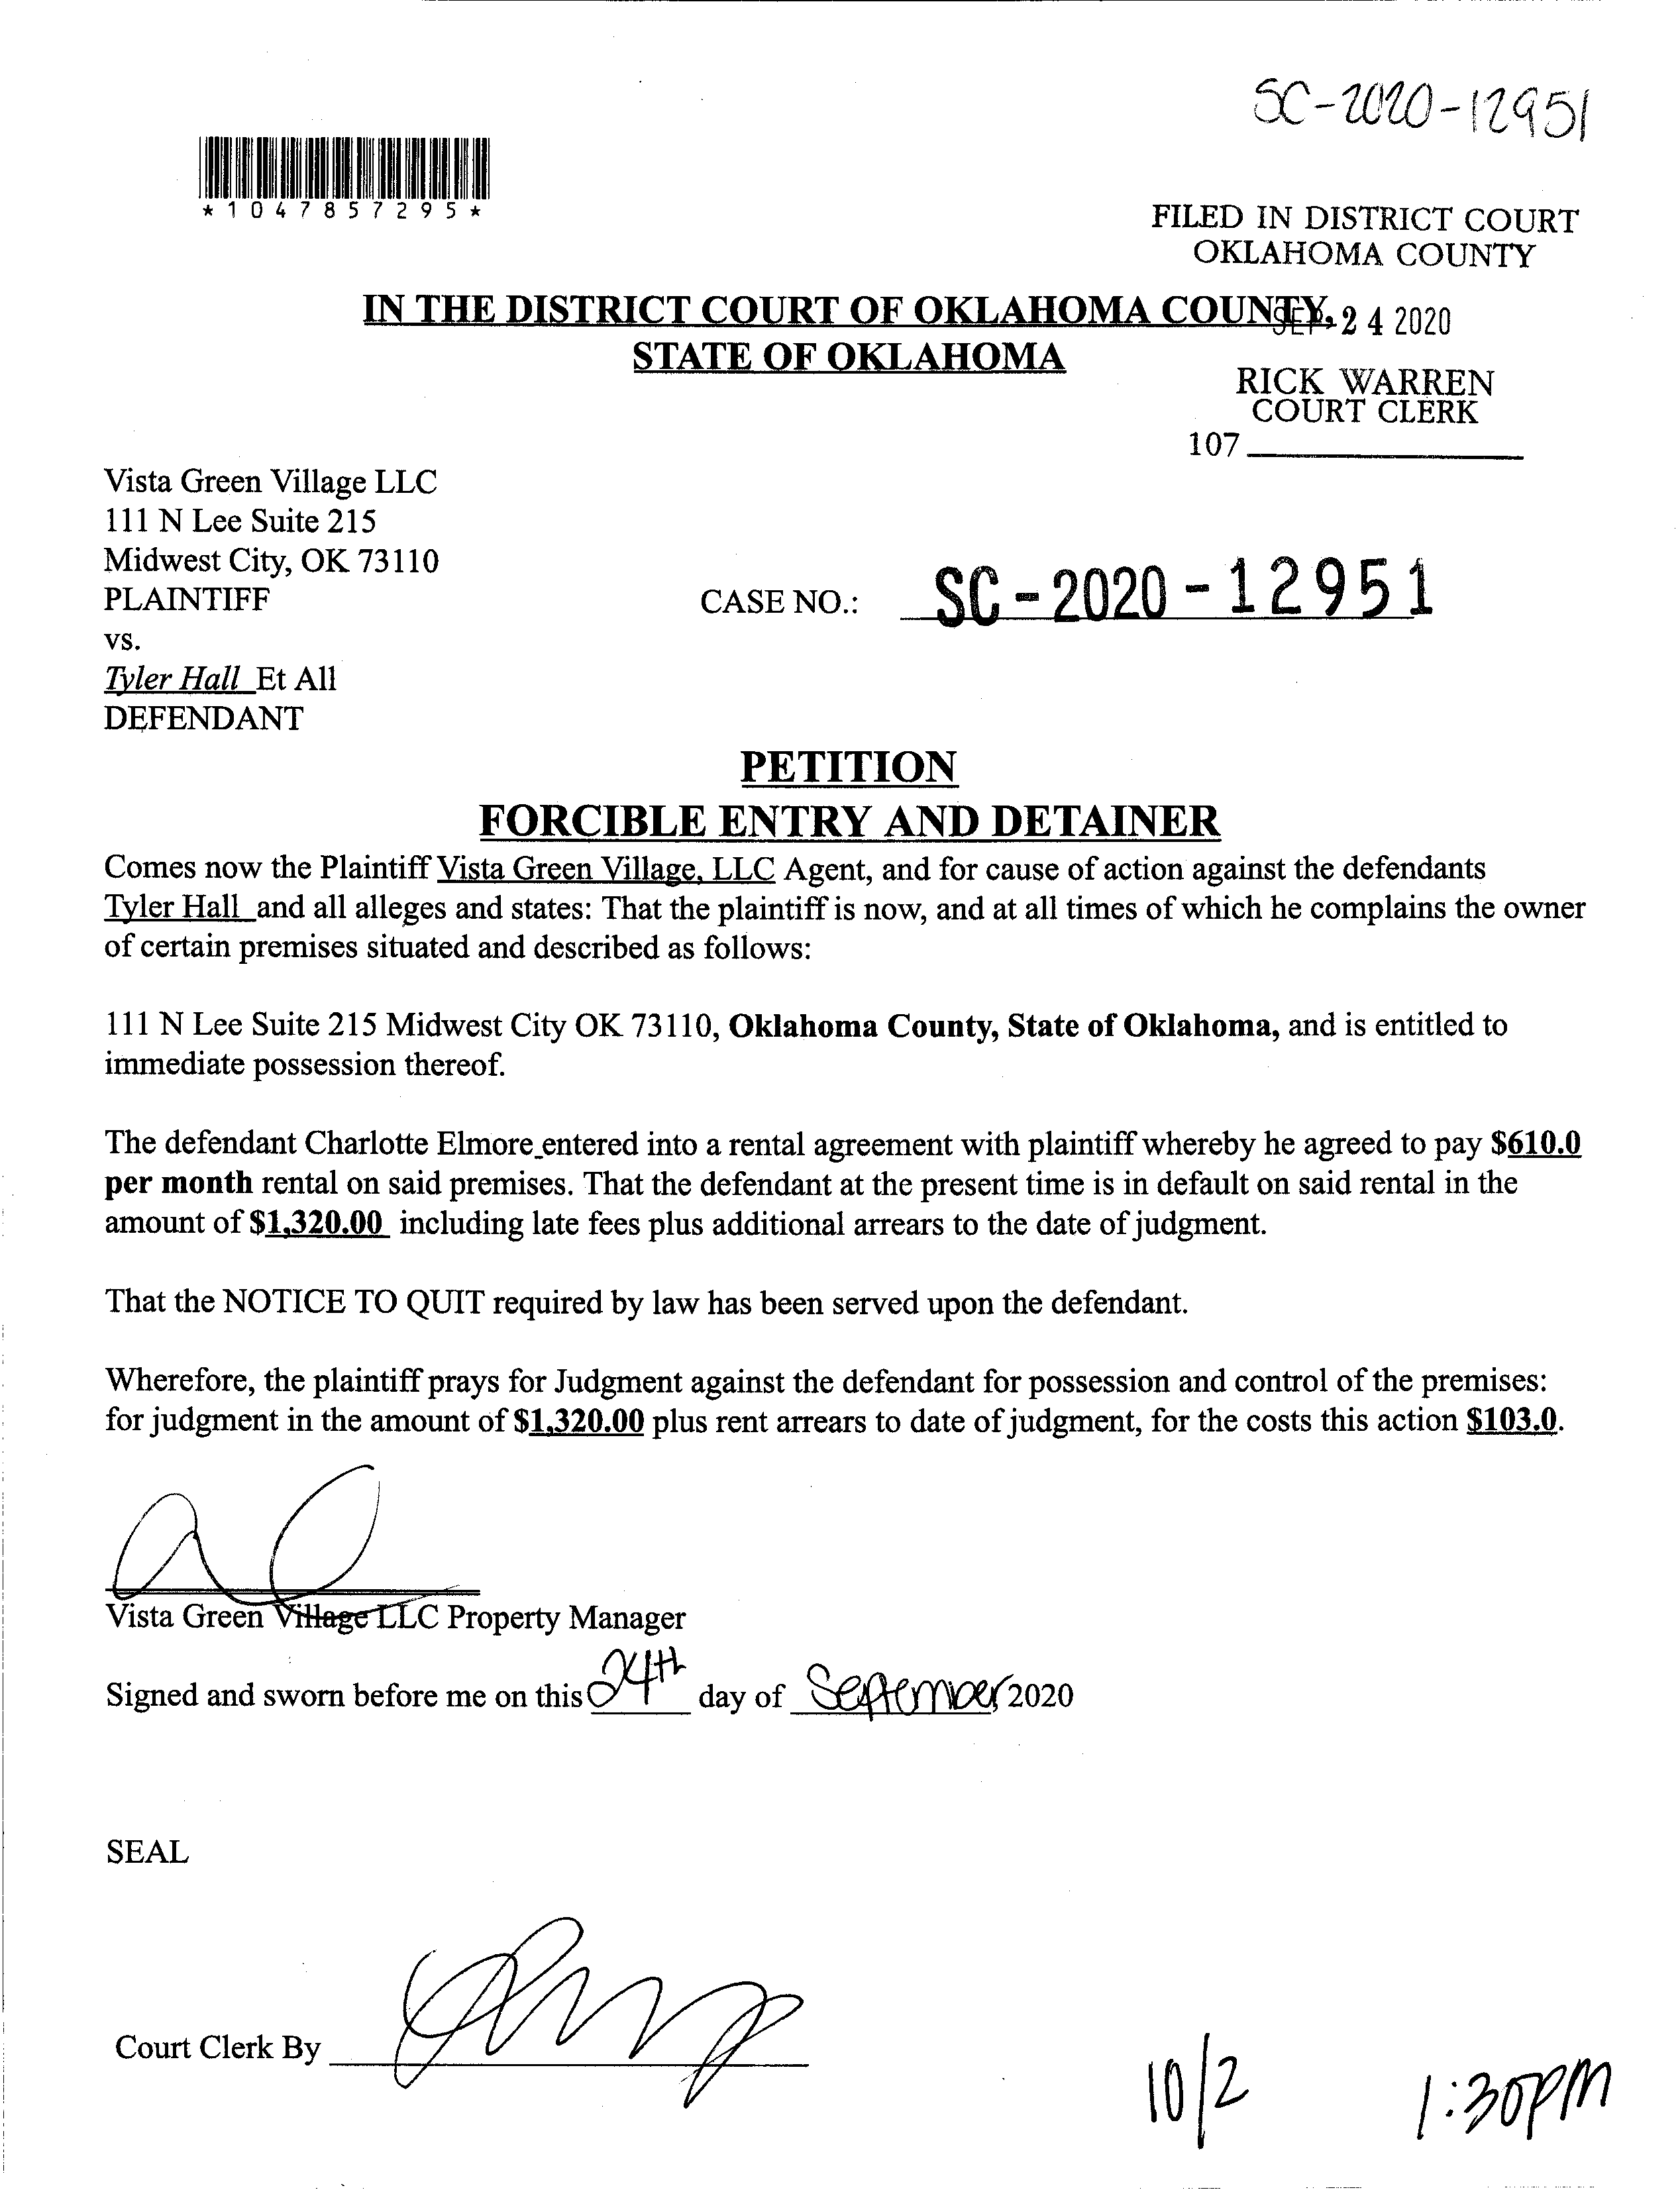 SC-2020-12951
*1047857295*
FILED IN DISTRICT COURT
OKLAHOMA COUNTY
IN THE DISTRICT COURT OF OKLAHOMA COUNTY,
SEP 24 2020
STATE OF OKLAHOMA
RICK WARREN
COURT CLERK
107
Vista Green Village LLC
111 N Lee Suite 215
Midwest City, OK 73110
PLAINTIFF
CASE NO.: SC-2020-12951
vs.
Tyler Hall Et All
DEFENDANT
PETITION
FORCIBLE ENTRY AND DETAINER
Comes now the Plaintiff Vista Green Village, LLC Agent, and for cause of action against the defendants
Tyler Hall and all alleges and states: That the plaintiff is now, and at all times of which he complains the owner
of certain premises situated and described as follows:
111 N Lee Suite 215 Midwest City OK 73110, Oklahoma County, State of Oklahoma, and is entitled to
immediate possession thereof.
The defendant Charlotte Elmore entered into a rental agreement with plaintiff whereby he agreed to pay $610.0
per month rental on said premises. That the defendant at the present time is in default on said rental in the
amount of $1,320.00 including late fees plus additional arrears to the date of judgment.
That the NOTICE TO QUIT required by law has been served upon the defendant.
Wherefore, the plaintiff prays for Judgment against the defendant for possession and control of the premises:
for judgment in the amount of $1,320.00 plus rent arrears to date of judgment, for the costs this action $103.0.
Vista Green Village LLC Property Manager
Signed and sworn before me on this 24th day of September, 2020
SEAL
Court Clerk By
10/2 1:30pm